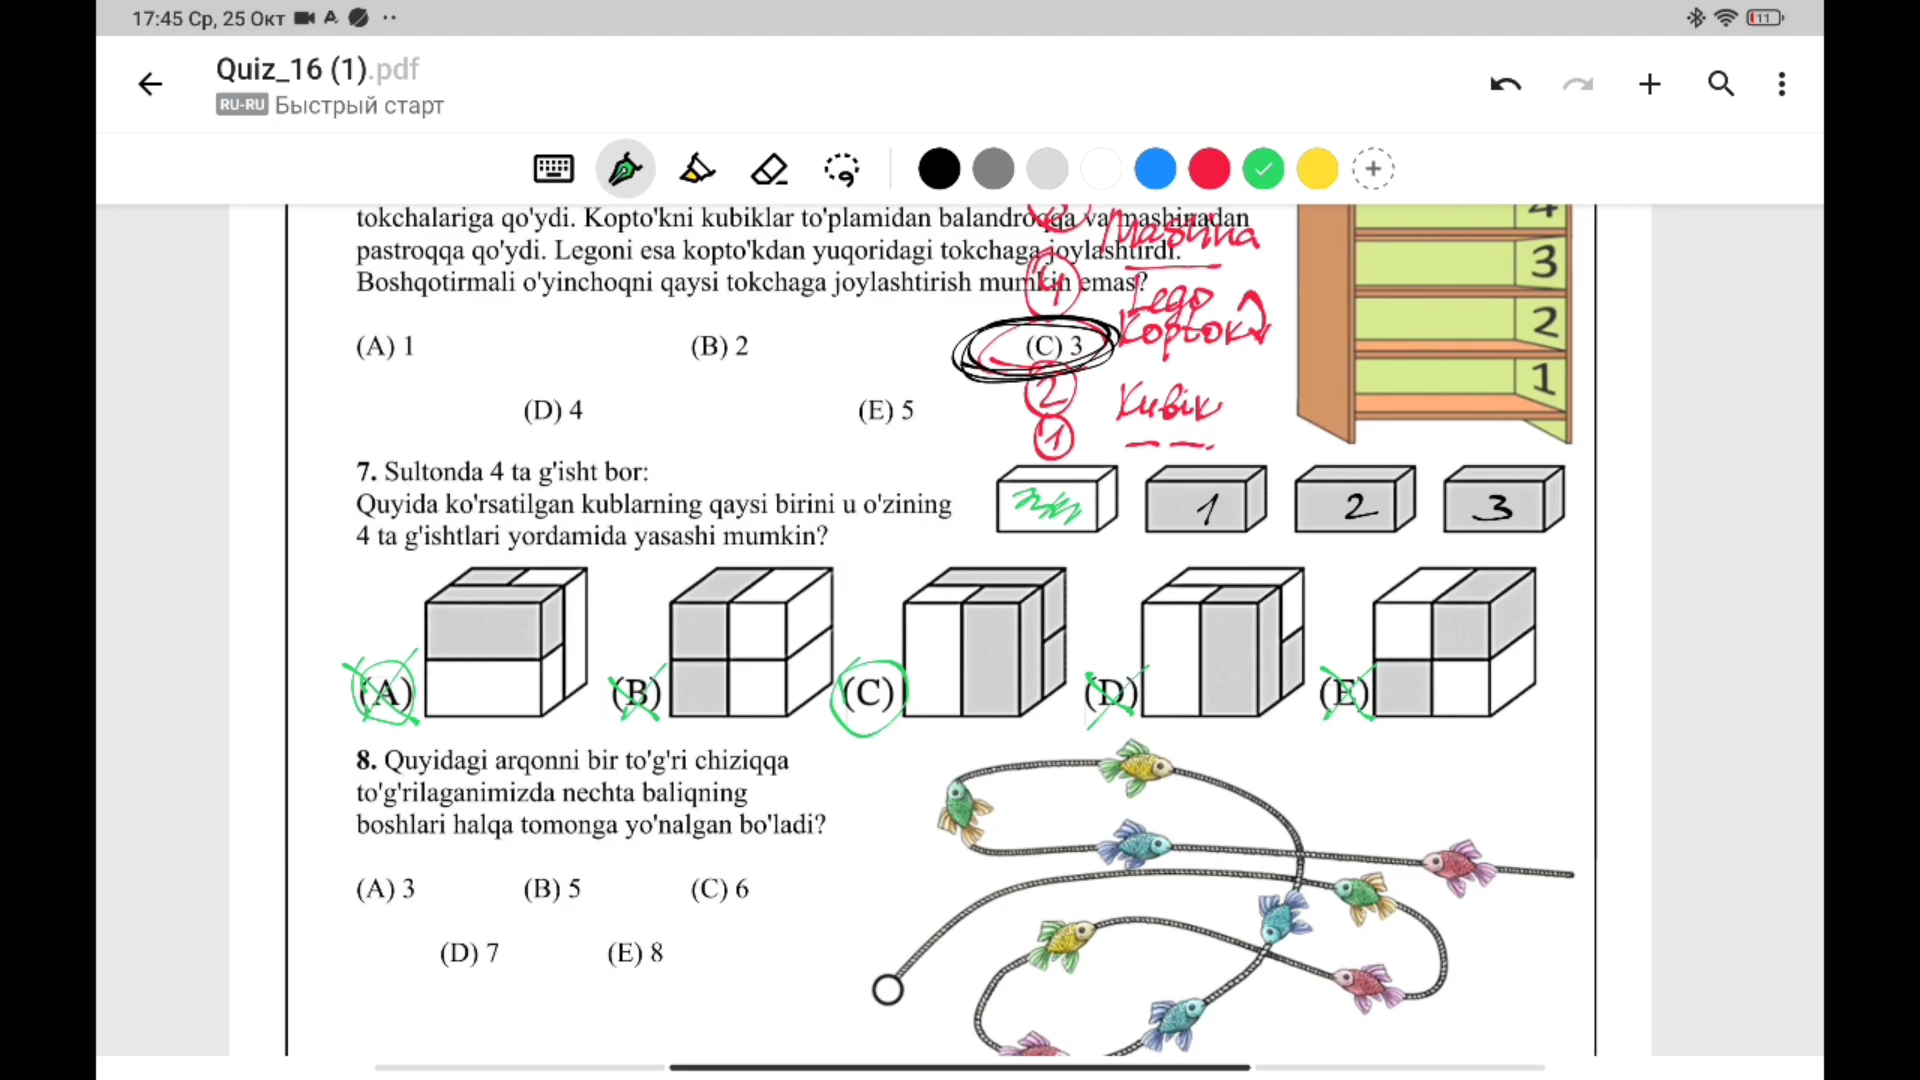 17:45 Ср, 25 Окт
11
Quiz_16 (1).pdf
RU-RU Быстрый старт
tokchalariga qo'ydi. Kopto'kni kubiklar to'plamidan balandroqqa va mashinadan
pastroqqa qo'ydi. Legoni esa kopto'kdan yuqoridagi tokchaga joylashtirdi.
Boshqotirmali o'yinchoqni qaysi tokchaga joylashtirish mumkin emas?
(A) 1 (B) 2 (C) 3
(D) 4 (E) 5
Mashina
4 Lego
Koptok
2 Kubik
1
4
3
2
1
7. Sultonda 4 ta g'isht bor:
Quyida ko'rsatilgan kublarning qaysi birini u o'zining
4 ta g'ishtlari yordamida yasashi mumkin?
1 2 3
(A) (B) (C) (D) (E)
8. Quyidagi arqonni bir to'g'ri chiziqqa
to'g'rilaganimizda nechta baliqning
boshlari halqa tomonga yo'nalgan bo'ladi?
(A) 3 (B) 5 (C) 6
(D) 7 (E) 8